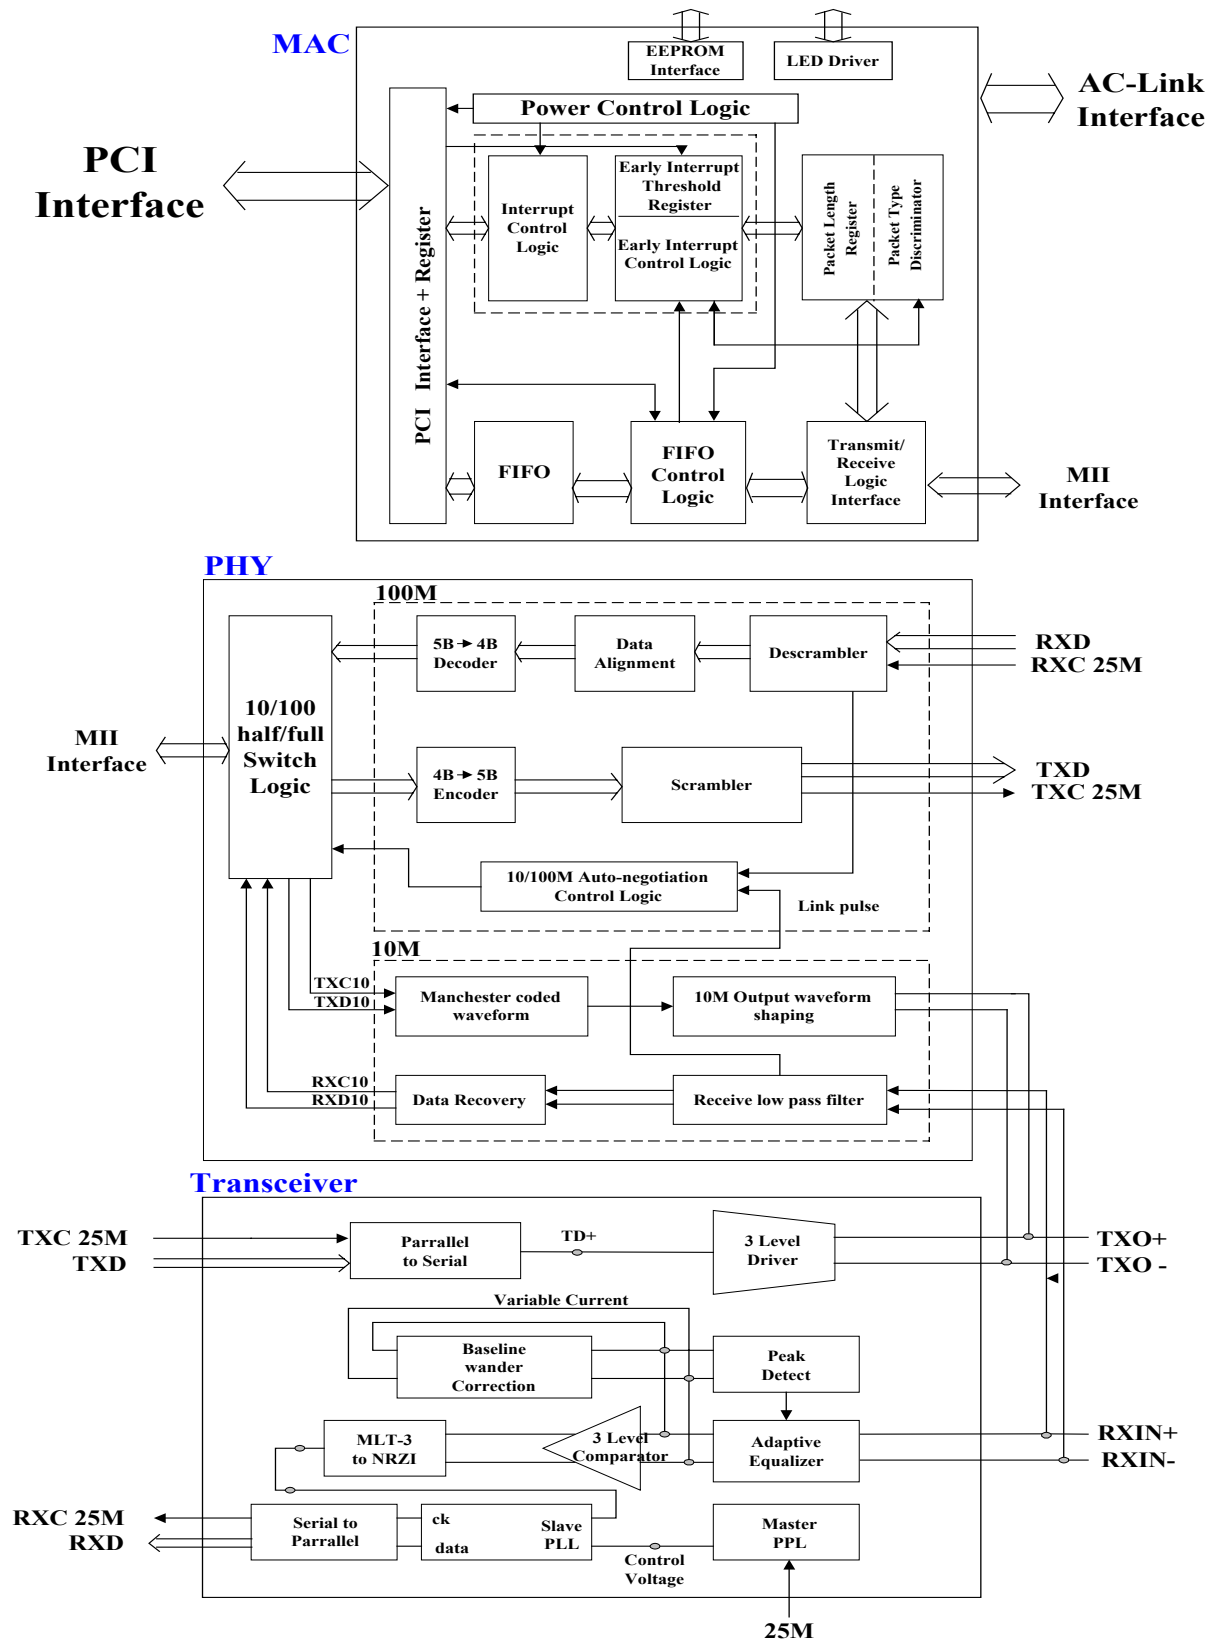 MAC
EEPROM
Interface
LED Driver
AC-Link
Interface
Power Control Logic
PCI
Interface
PCI Interface + Register
Interrupt
Control
Logic
Early Interrupt
Threshold
Register
Early Interrupt
Control Logic
Packet Length
Register
Packet Type
Discriminator
FIFO
FIFO
Control
Logic
Transmit/
Receive
Logic
Interface
MII
Interface
PHY
100M
5B → 4B
Decoder
Data
Alignment
Descrambler
RXD
RXC 25M
10/100
half/full
Switch
Logic
MII
Interface
4B → 5B
Encoder
Scrambler
TXD
TXC 25M
10/100M Auto-negotiation
Control Logic
Link pulse
10M
TXC10
TXD10
Manchester coded
waveform
10M Output waveform
shaping
RXC10
RXD10
Data Recovery
Receive low pass filter
Transceiver
TXC 25M
TXD
Parrallel
to Serial
TD+
3 Level
Driver
TXO+
TXO -
Variable Current
Baseline
wander
Correction
Peak
Detect
MLT-3
to NRZI
3 Level
Comparator
Adaptive
Equalizer
RXIN+
RXIN-
RXC 25M
RXD
Serial to
Parrallel
ck
data
Slave
PLL
Control
Voltage
Master
PPL
25M